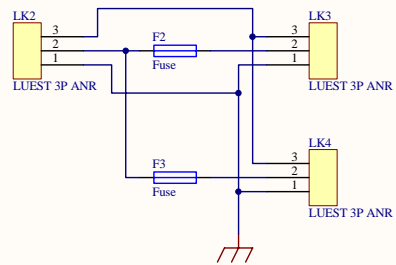 LK2
3
2
1
LUEST 3P ANR
F2
Fuse
LK3
3
2
1
LUEST 3P ANR
F3
Fuse
LK4
3
2
1
LUEST 3P ANR